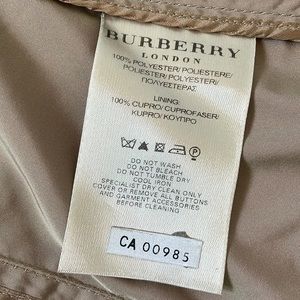 BURBERRY
LONDON
100% POLYESTER/ POLIESTERE/
POLIESTER/ POLYESTER/
ΠΟΛΥΕΣΤΕΡΑΣ
LINING:
100% CUPRO/ CUPROFASER/
KUPRO/ ΚΟΥΠΡΟ
DO NOT WASH
DO NOT BLEACH
DO NOT TUMBLE DRY
COOL IRON
SPECIALIST DRY CLEAN ONLY
COVER OR REMOVE ALL BUTTONS
AND GARMENT ACCESSORIES
BEFORE CLEANING
CA 00985